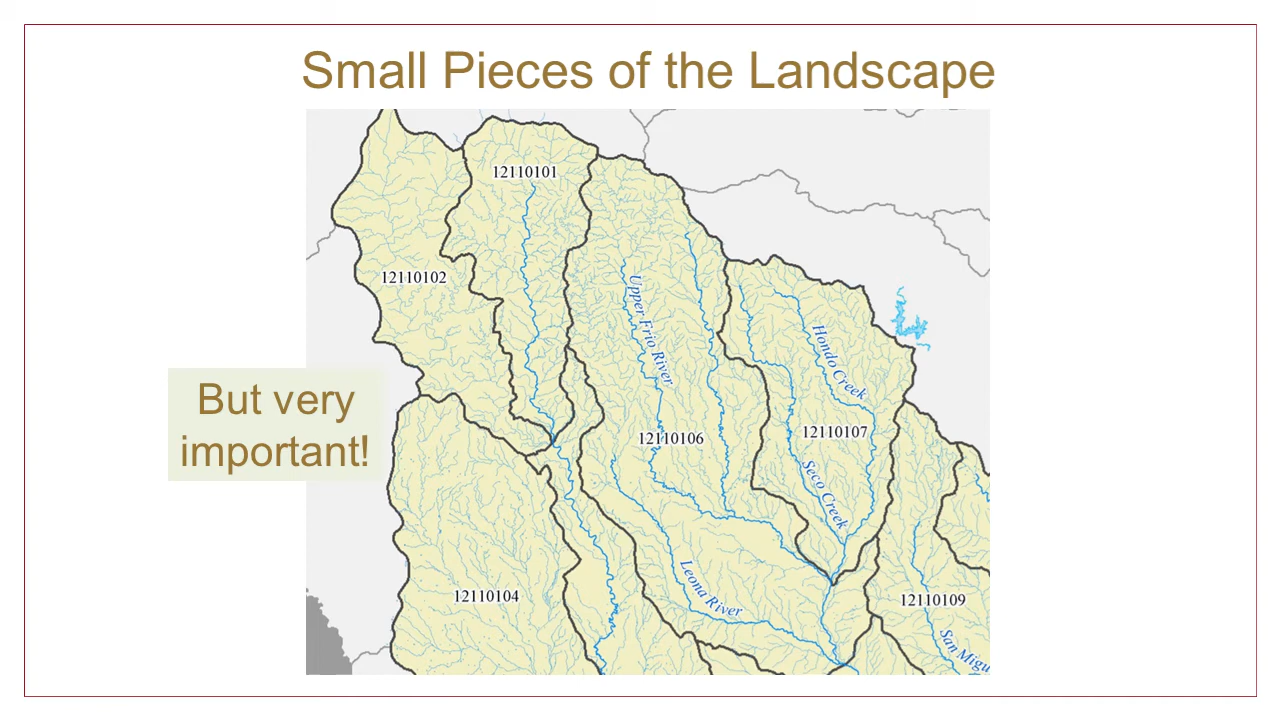 Small Pieces of the Landscape
12110101
12110102
Upper Frio River
Hondo Creek
But very
important!
12110106
12110107
Seco Creek
Leona River
12110104
12110109
San Migu